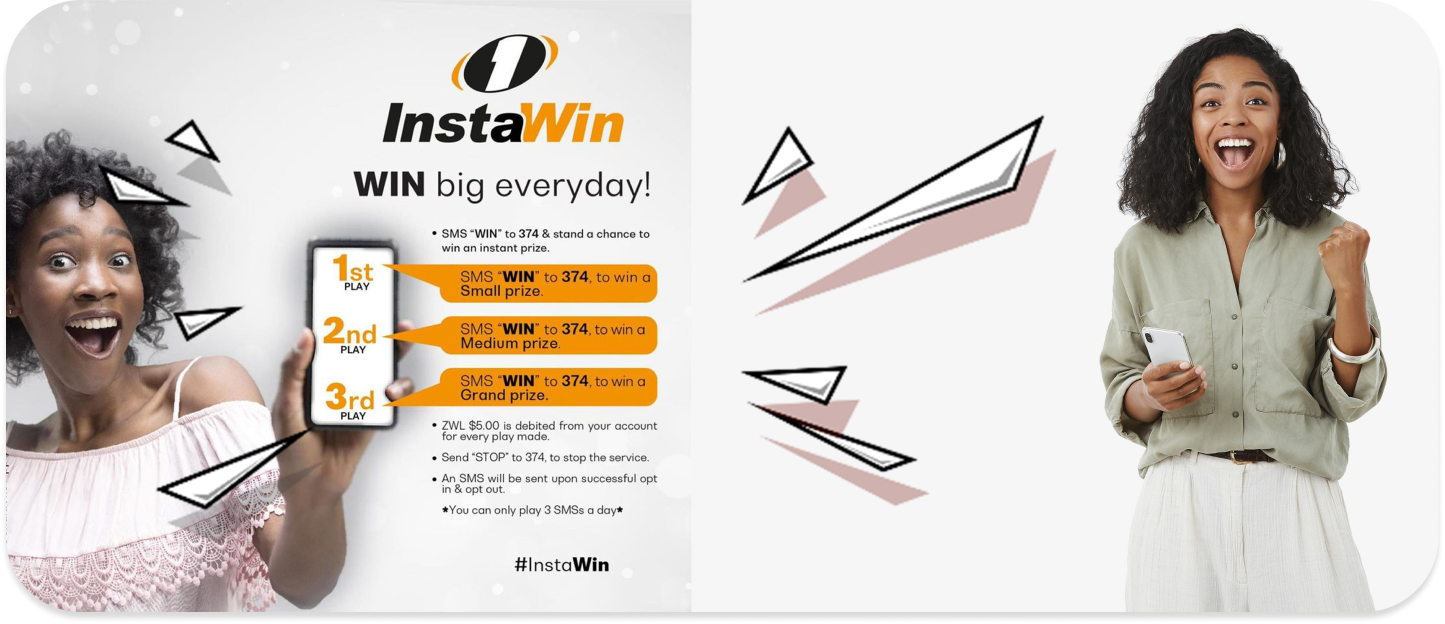 1
InstaWin
WIN big everyday!
• SMS “WIN” to 374 & stand a chance to
win an instant prize.
1st
PLAY
SMS “WIN” to 374, to win a
Small prize.
2nd
PLAY
SMS “WIN” to 374, to win a
Medium prize.
3rd
PLAY
SMS “WIN” to 374, to win a
Grand prize.
• ZWL $5.00 is debited from your account
for every play made.
• Send “STOP” to 374, to stop the service.
• An SMS will be sent upon successful opt
in & opt out.
*You can only play 3 SMSs a day*
#InstaWin